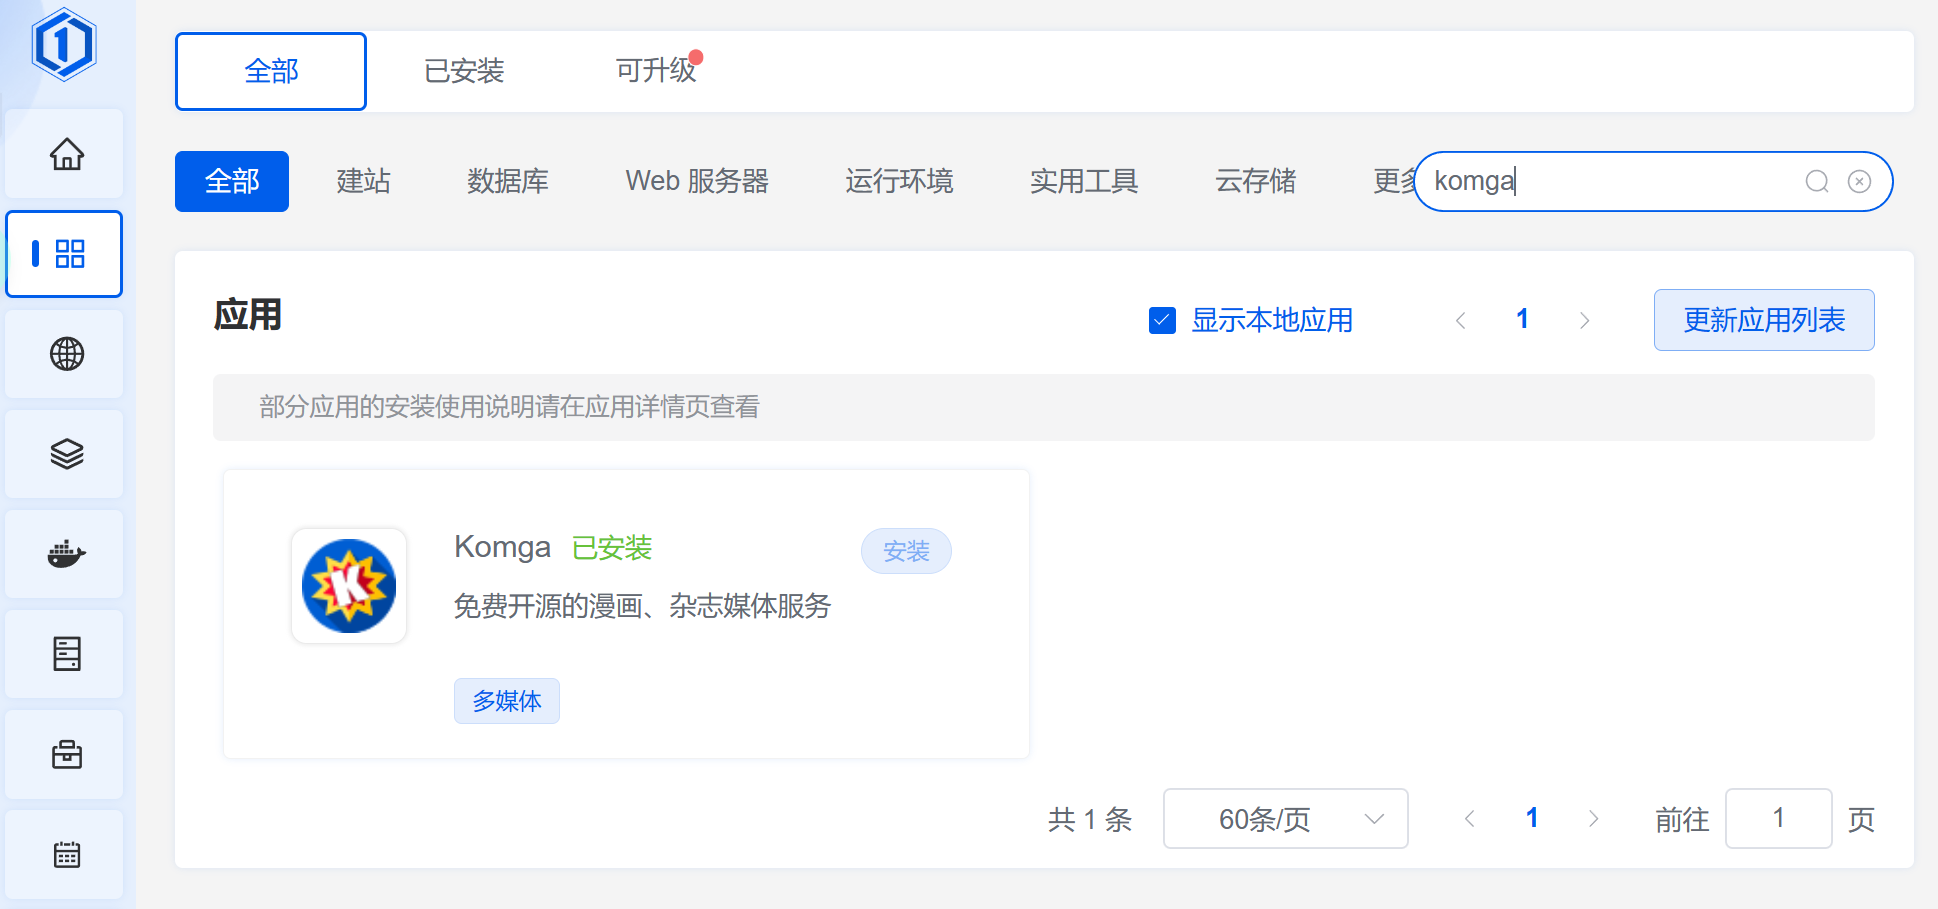 全部 已安装 可升级
全部 建站 数据库 Web 服务器 运行环境 实用工具 云存储 更多 komga
应用 显示本地应用 1 更新应用列表
部分应用的安装使用说明请在应用详情页查看
Komga 已安装 安装
免费开源的漫画、杂志媒体服务
多媒体
共 1 条 60条/页 1 前往 1 页